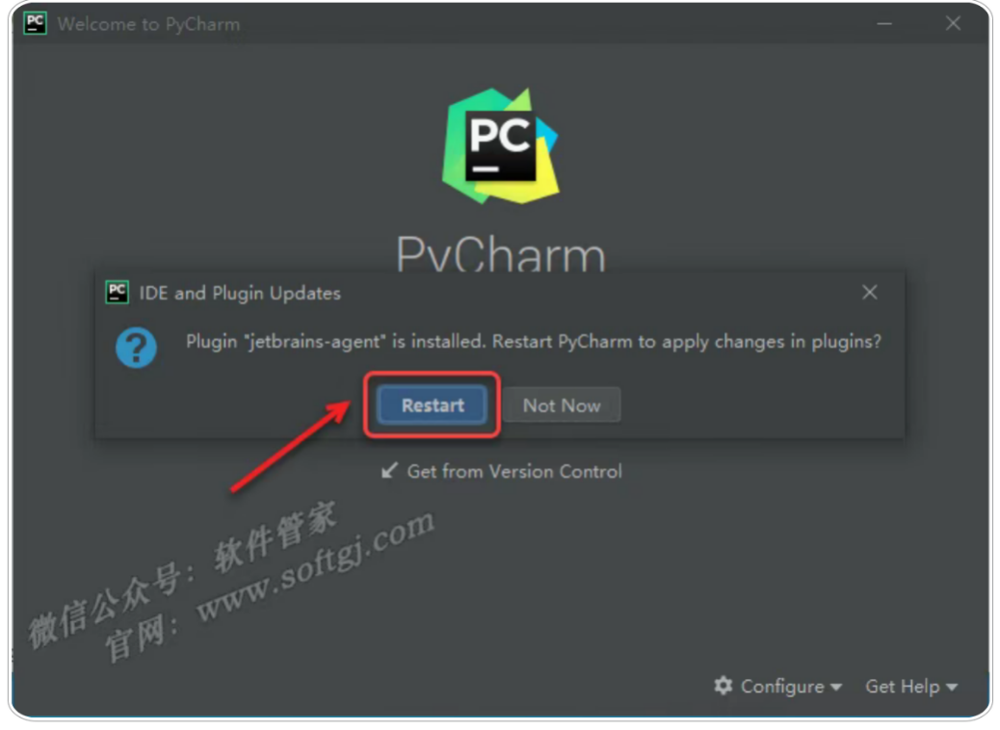 PC Welcome to PyCharm
PC
PyCharm
PC IDE and Plugin Updates
Plugin "jetbrains-agent" is installed. Restart PyCharm to apply changes in plugins?
Restart Not Now
Get from Version Control
微信公众号：软件管家
官网：www.softgj.com
Configure Get Help